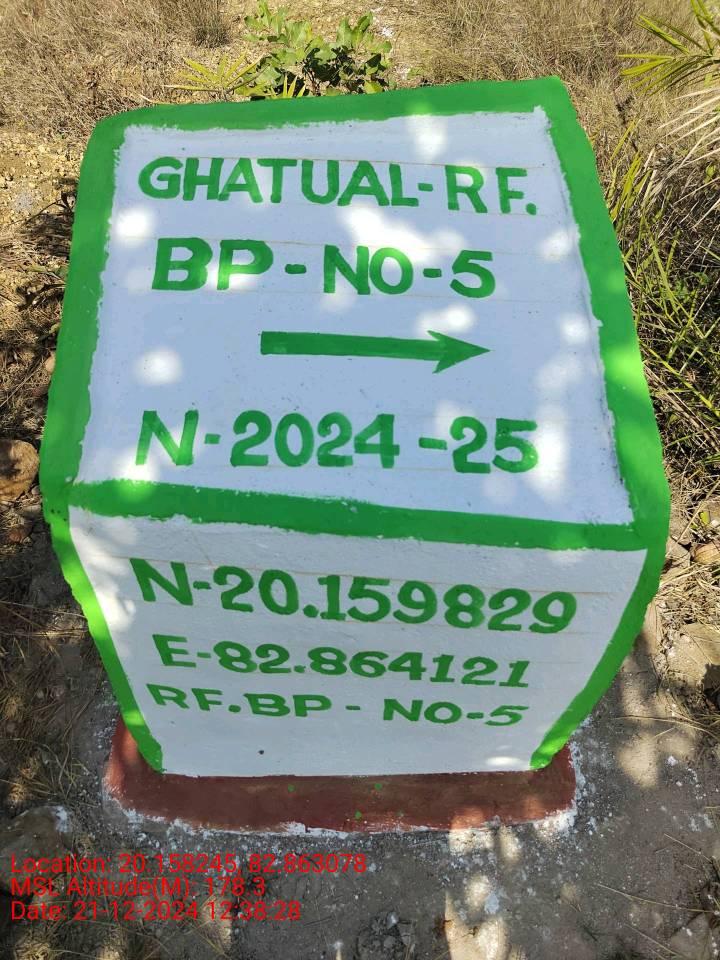 GHATUAL-RF.
BP-NO-5
N-2024-25
N-20.159829
E-82.864121
RF.BP-NO-5
Location: 20.158245, 82.863078
MSL Altitude(M): 178.3
Date: 21-12-2024 12:38:28